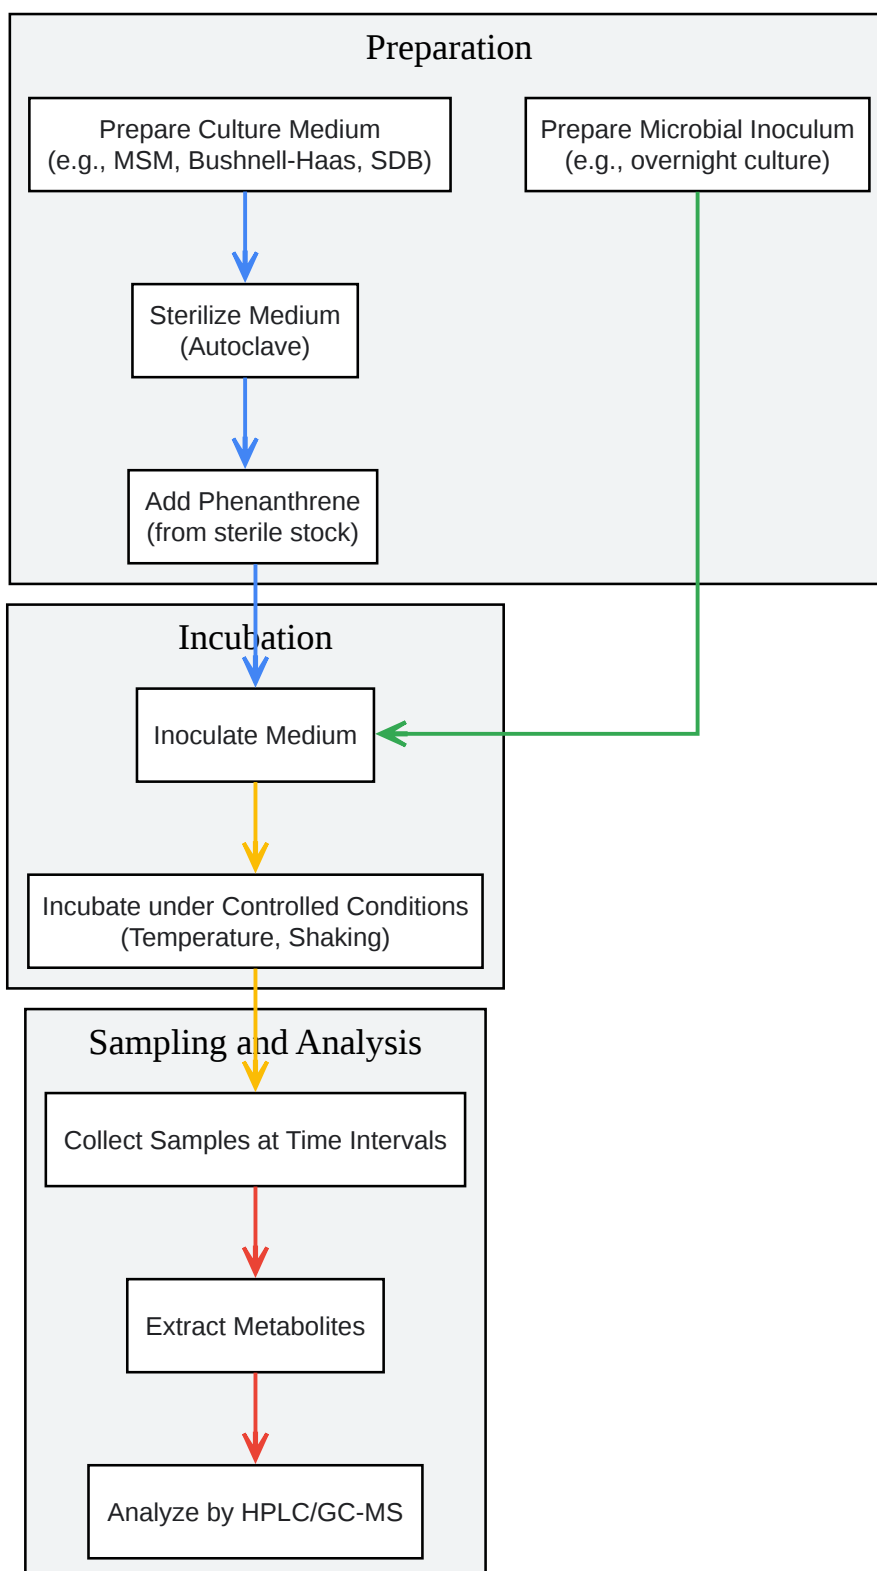 Preparation
Prepare Culture Medium
(e.g., MSM, Bushnell-Haas, SDB)
Prepare Microbial Inoculum
(e.g., overnight culture)
Sterilize Medium
(Autoclave)
Add Phenanthrene
(from sterile stock)
Incubation
Inoculate Medium
Incubate under Controlled Conditions
(Temperature, Shaking)
Sampling and Analysis
Collect Samples at Time Intervals
Extract Metabolites
Analyze by HPLC/GC-MS